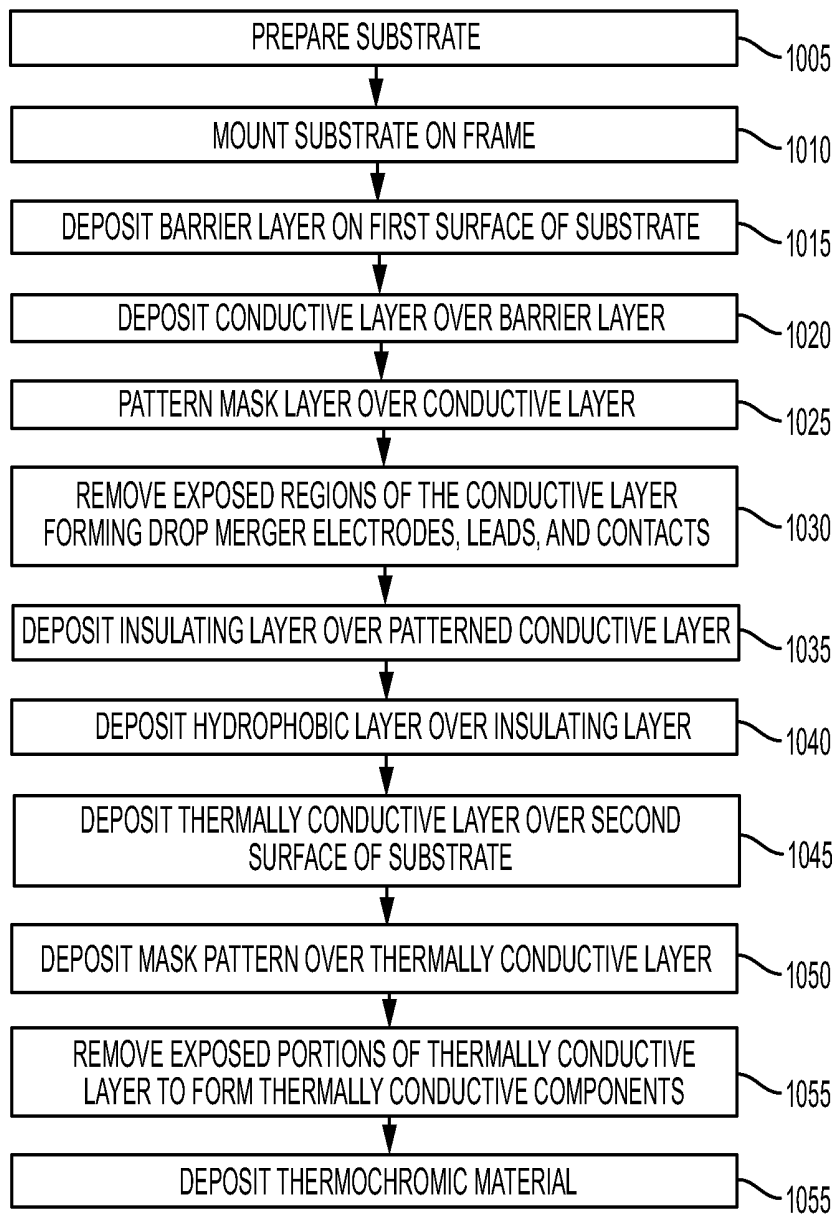 PREPARE SUBSTRATE
1005
MOUNT SUBSTRATE ON FRAME
1010
DEPOSIT BARRIER LAYER ON FIRST SURFACE OF SUBSTRATE
1015
DEPOSIT CONDUCTIVE LAYER OVER BARRIER LAYER
1020
PATTERN MASK LAYER OVER CONDUCTIVE LAYER
1025
REMOVE EXPOSED REGIONS OF THE CONDUCTIVE LAYER
FORMING DROP MERGER ELECTRODES, LEADS, AND CONTACTS
1030
DEPOSIT INSULATING LAYER OVER PATTERNED CONDUCTIVE LAYER
1035
DEPOSIT HYDROPHOBIC LAYER OVER INSULATING LAYER
1040
DEPOSIT THERMALLY CONDUCTIVE LAYER OVER SECOND
SURFACE OF SUBSTRATE
1045
DEPOSIT MASK PATTERN OVER THERMALLY CONDUCTIVE LAYER
1050
REMOVE EXPOSED PORTIONS OF THERMALLY CONDUCTIVE
LAYER TO FORM THERMALLY CONDUCTIVE COMPONENTS
1055
DEPOSIT THERMOCHROMIC MATERIAL
1055